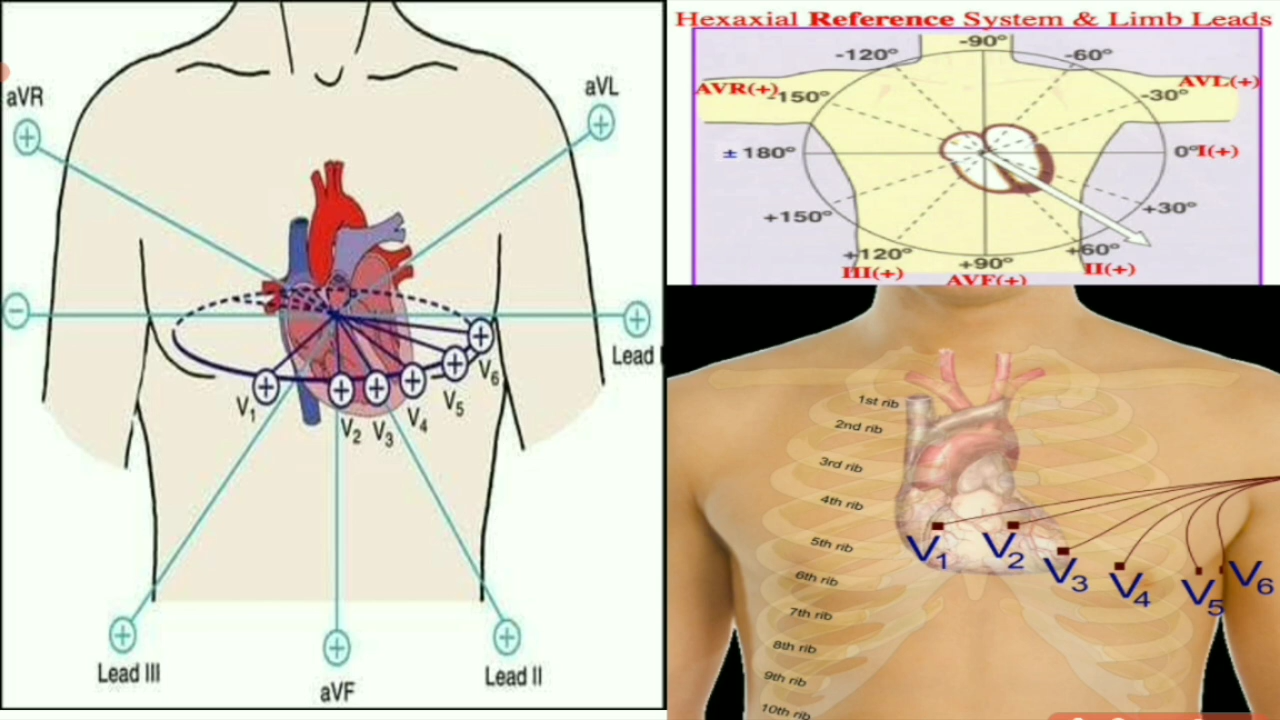 aVR
aVL
+
+
−
+
Lead
+
+
+
+
+
+
V1
V2
V3
V4
V5
V6
+
+
+
Lead III
aVF
Lead II
Hexaxial Reference System & Limb Leads
-90°
-120°
-60°
AVR(+)
-150°
-30°
AVL(+)
± 180°
0°
I(+)
+150°
+30°
+120°
+90°
+60°
III(+)
AVF(+)
II(+)
1st rib
2nd rib
3rd rib
4th rib
5th rib
6th rib
7th rib
8th rib
9th rib
10th rib
V1
V2
V3
V4
V5
V6